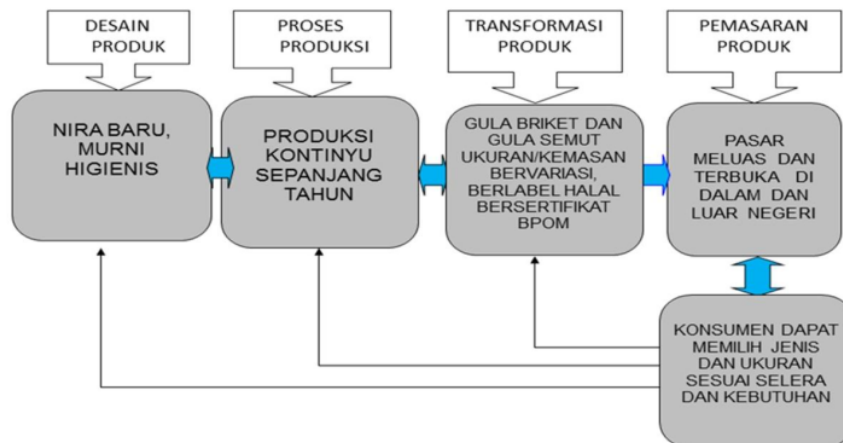 DESAIN
PRODUK
PROSES
PRODUKSI
TRANSFORMASI
PRODUK
PEMASARAN
PRODUK
NIRA BARU,
MURNI
HIGIENIS
PRODUKSI
KONTINYU
SEPANJANG
TAHUN
GULA BRIKET DAN
GULA SEMUT
UKURAN/KEMASAN
BERVARIASI,
BERLABEL HALAL
BERSERTIFIKAT
BPOM
PASAR
MELUAS DAN
TERBUKA DI
DALAM DAN
LUAR NEGERI
KONSUMEN DAPAT
MEMILIH JENIS
DAN UKURAN
SESUAI SELERA
DAN KEBUTUHAN